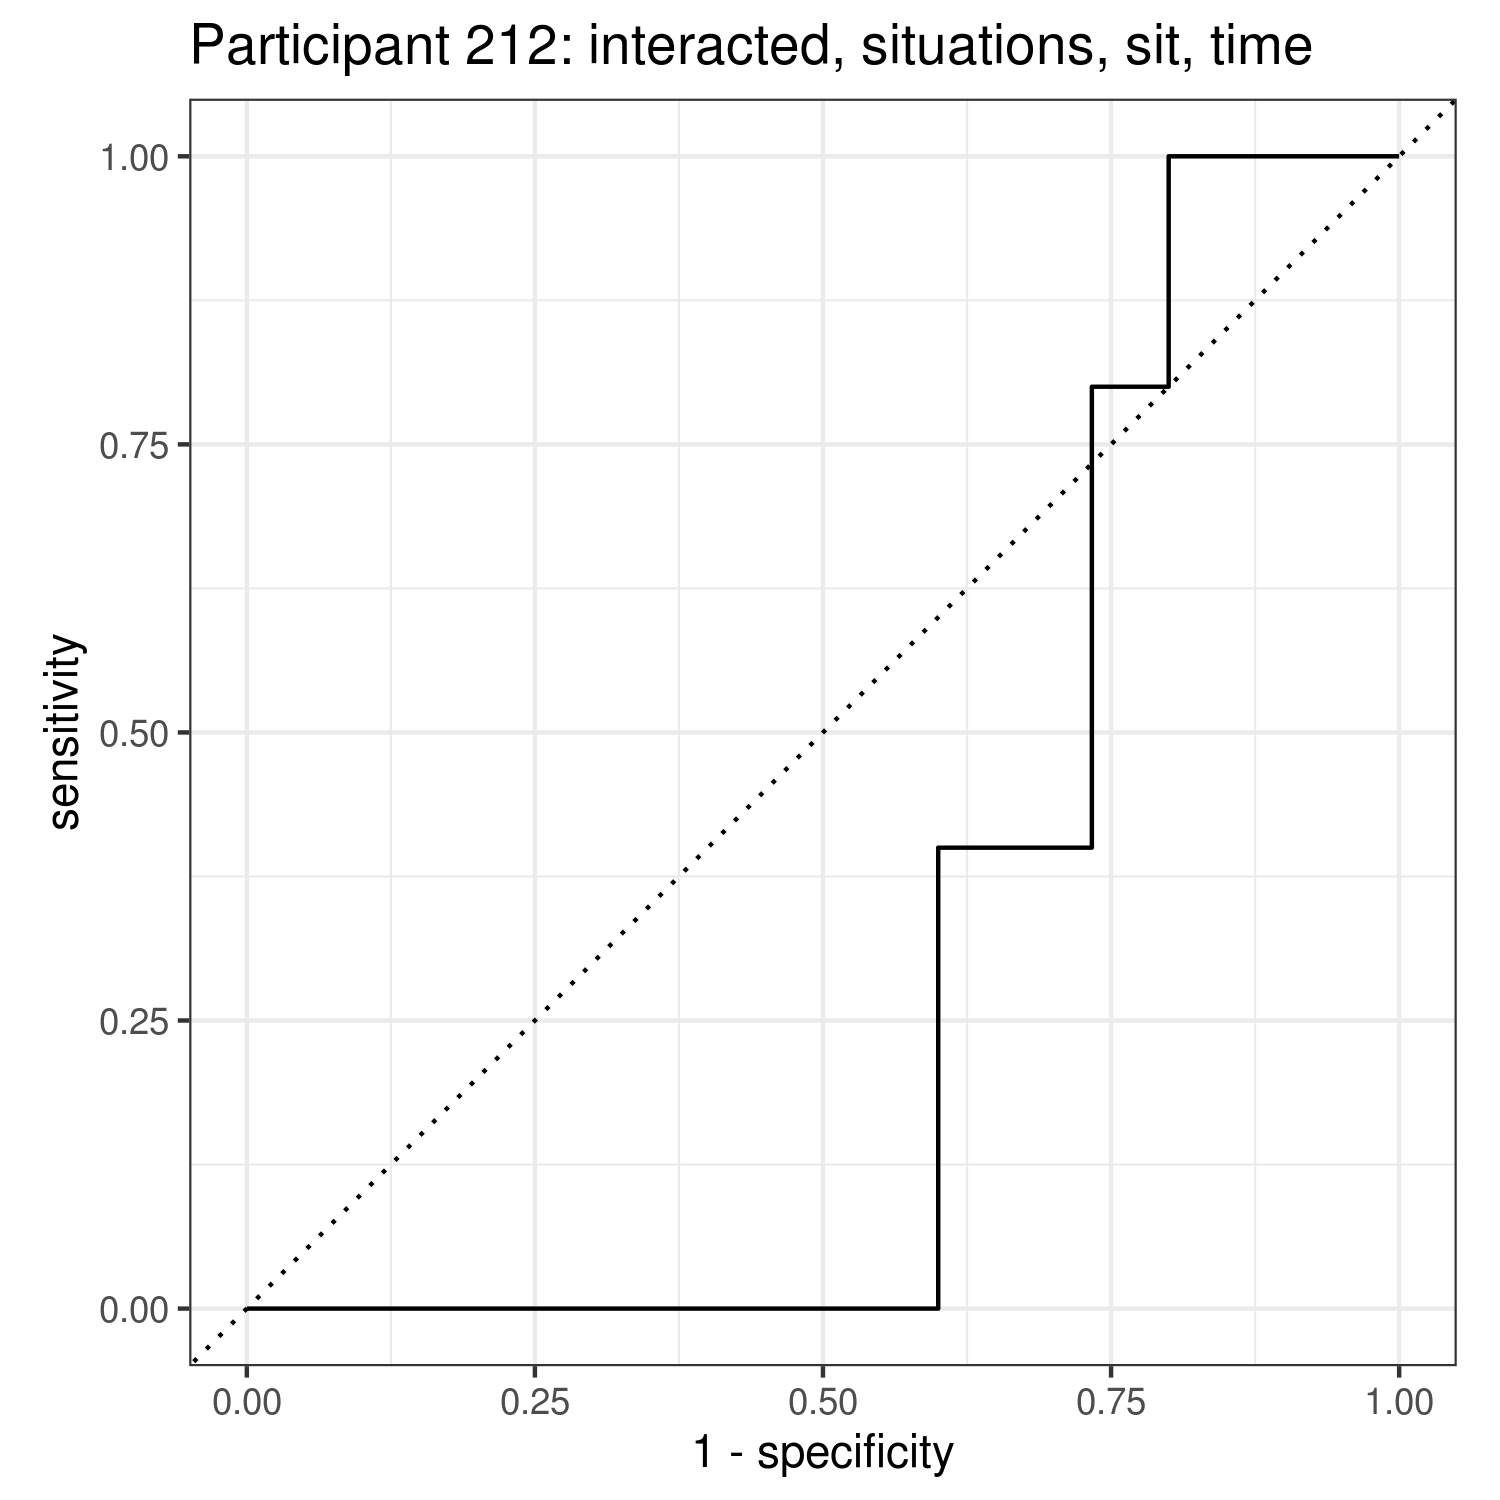 Participant 212: interacted, situations, sit, time
1.00
0.75
0.50
0.25
0.00
sensitivity
0.00 0.25 0.50 0.75 1.00
1 - specificity